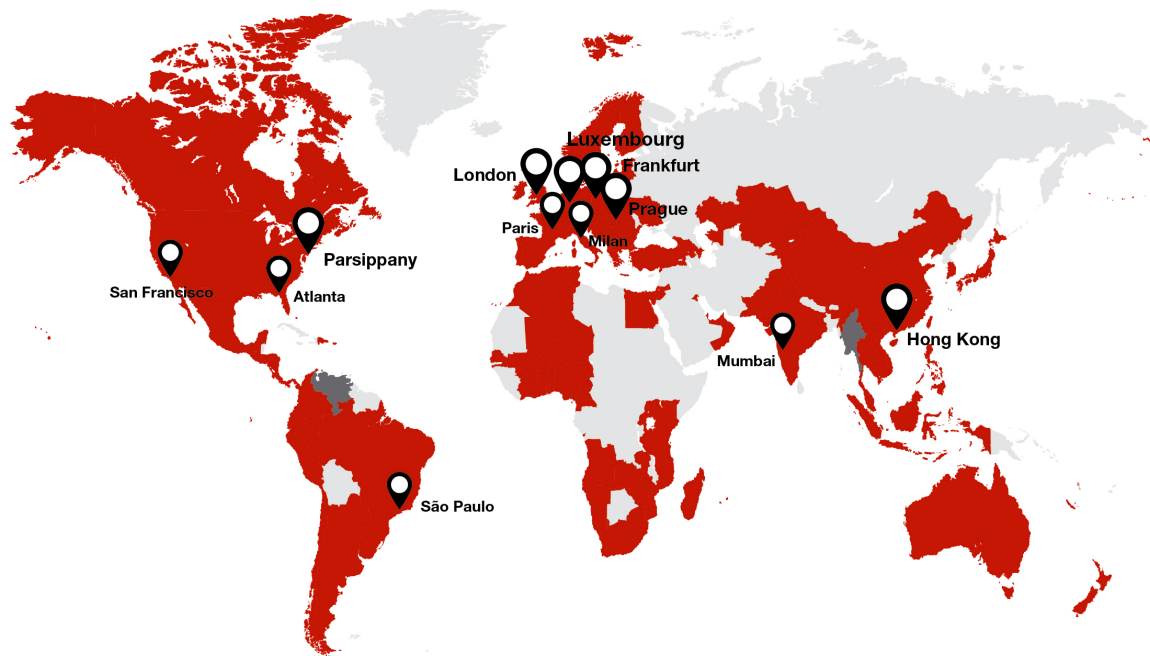 Luxembourg
London
Frankfurt
Prague
Paris
Milan
Parsippany
San Francisco
Atlanta
Hong Kong
Mumbai
São Paulo